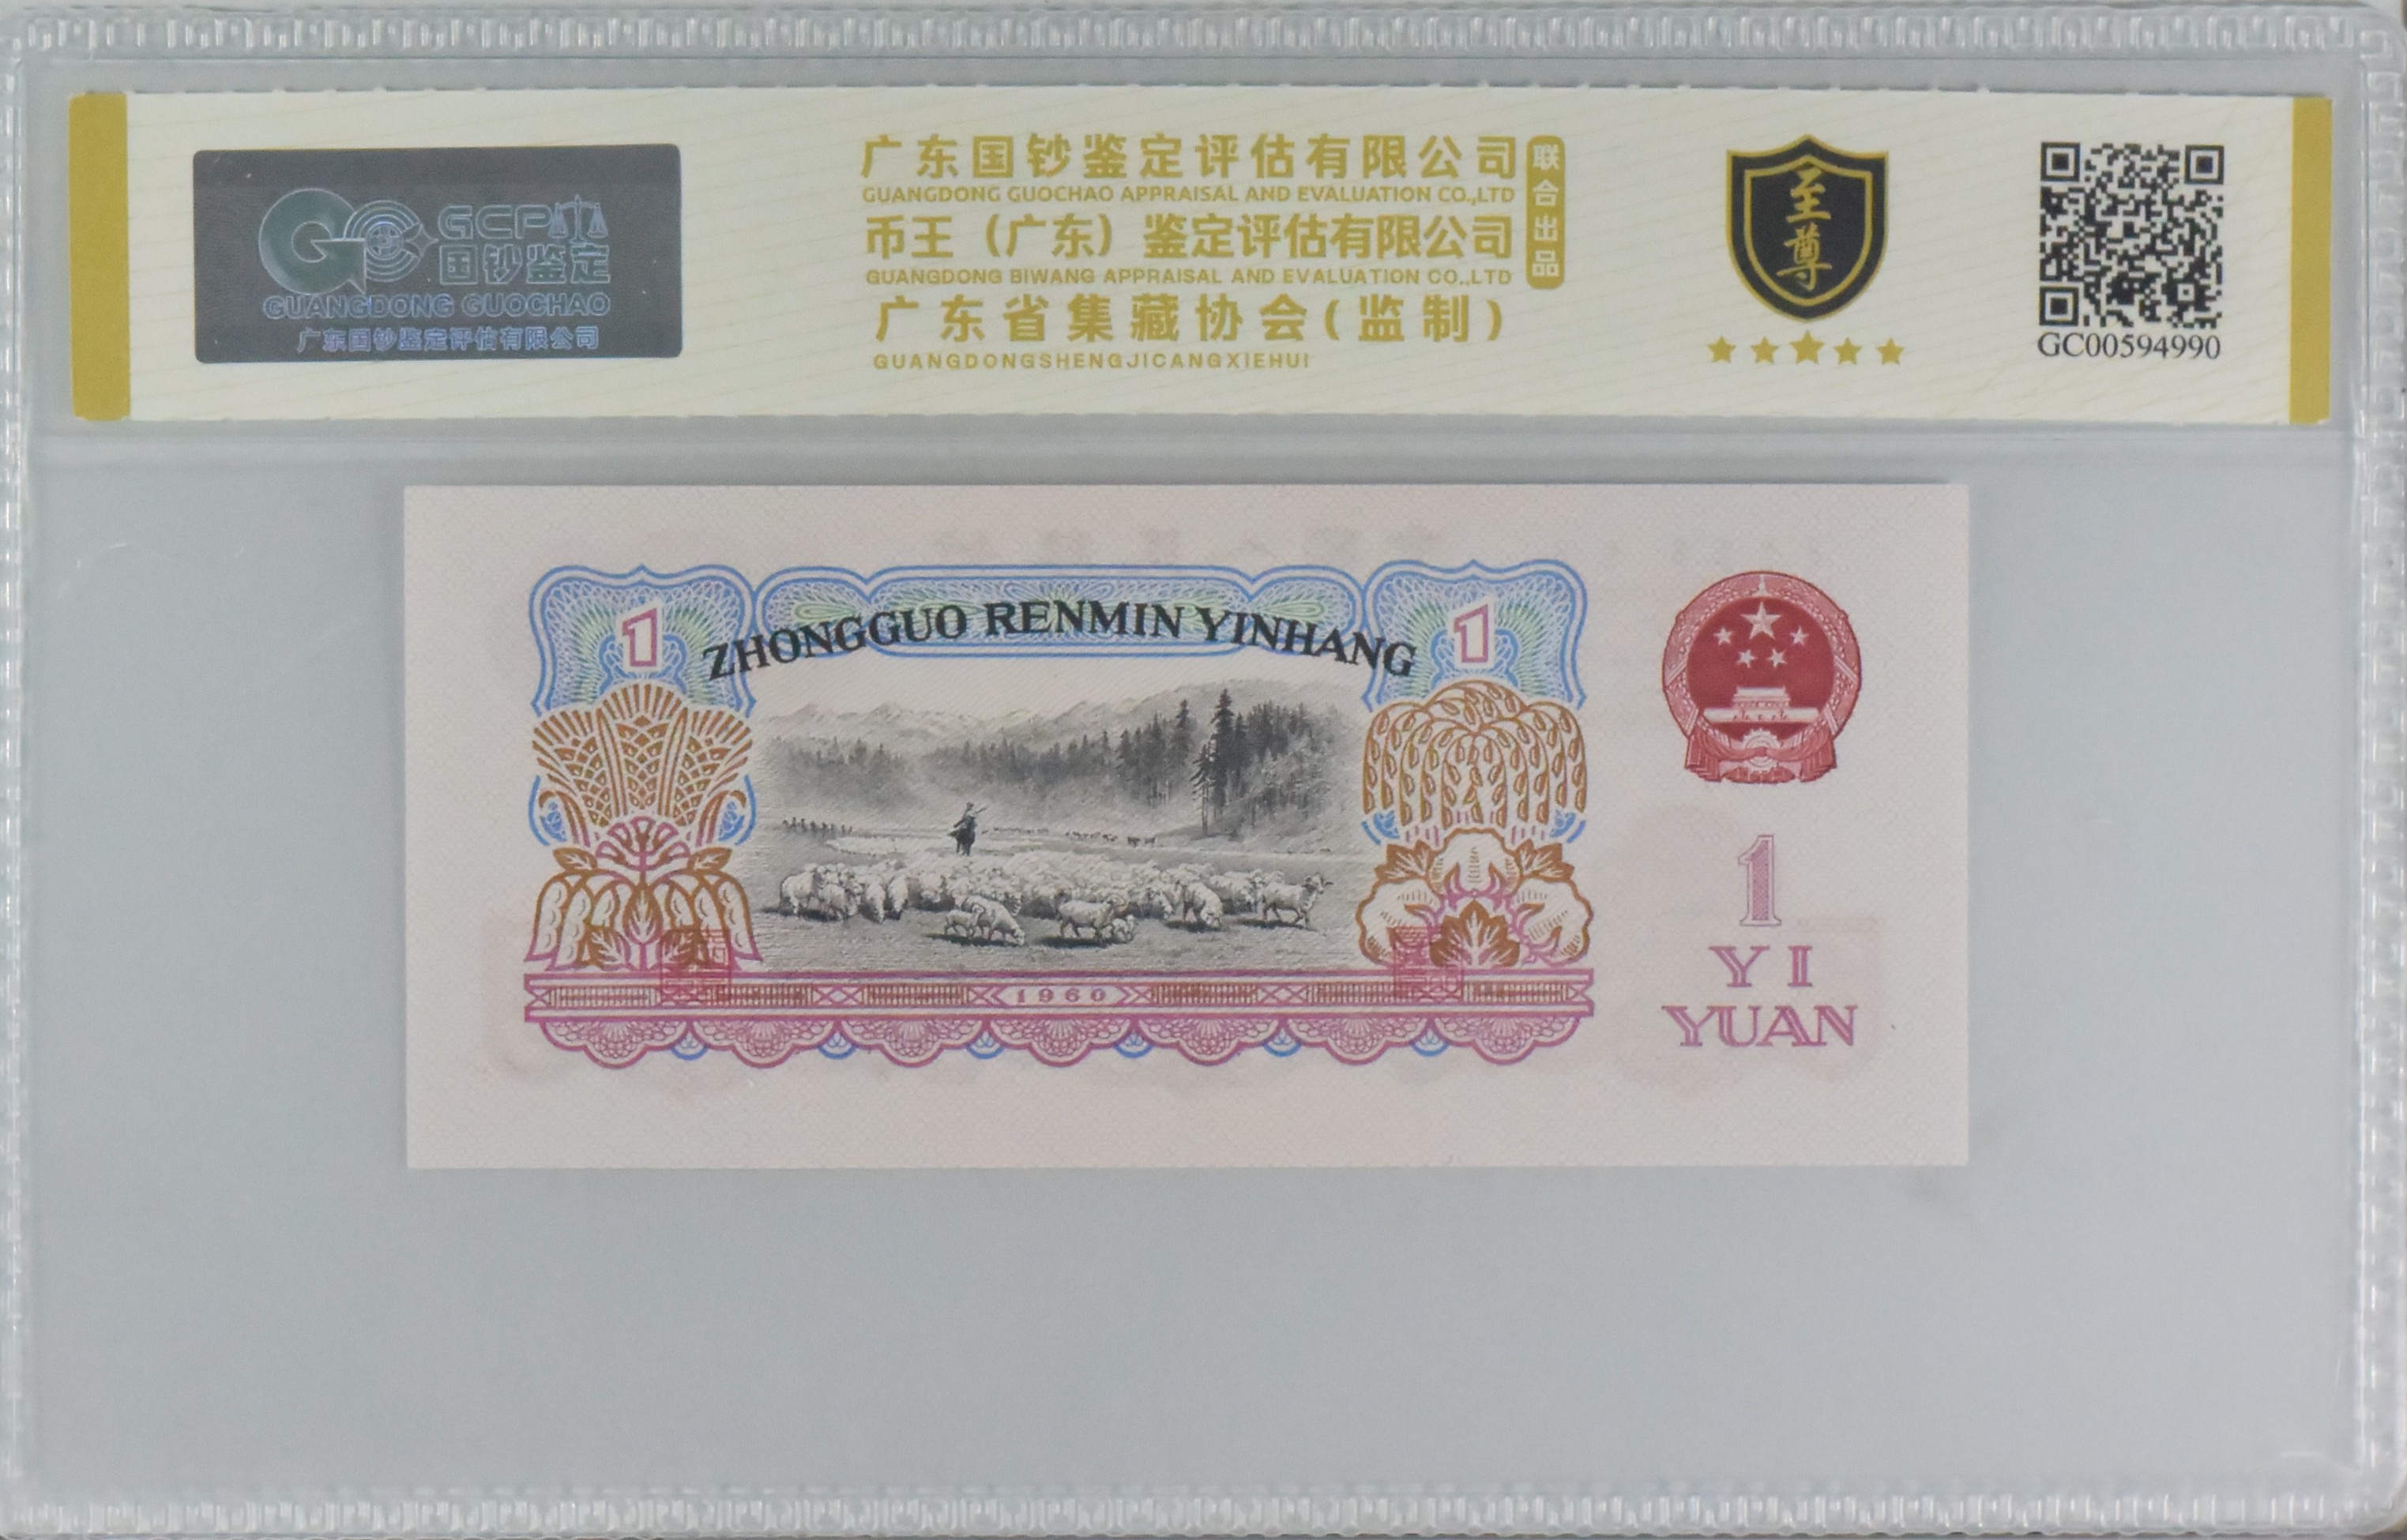 GCP
国钞鉴定
GUANGDONG GUOCHAO
广东国钞鉴定评估有限公司
广东国钞鉴定评估有限公司
GUANGDONG GUOCHAO APPRAISAL AND EVALUATION CO.,LTD
币王（广东）鉴定评估有限公司
GUANGDONG BIWANG APPRAISAL AND EVALUATION CO.,LTD
广东省集藏协会(监制)
GUANGDONGSHENGJICANGXIEHUI
联合出品
至尊
GC00594990
1
ZHONGGUO RENMIN YINHANG
1
1960
1
YI
YUAN